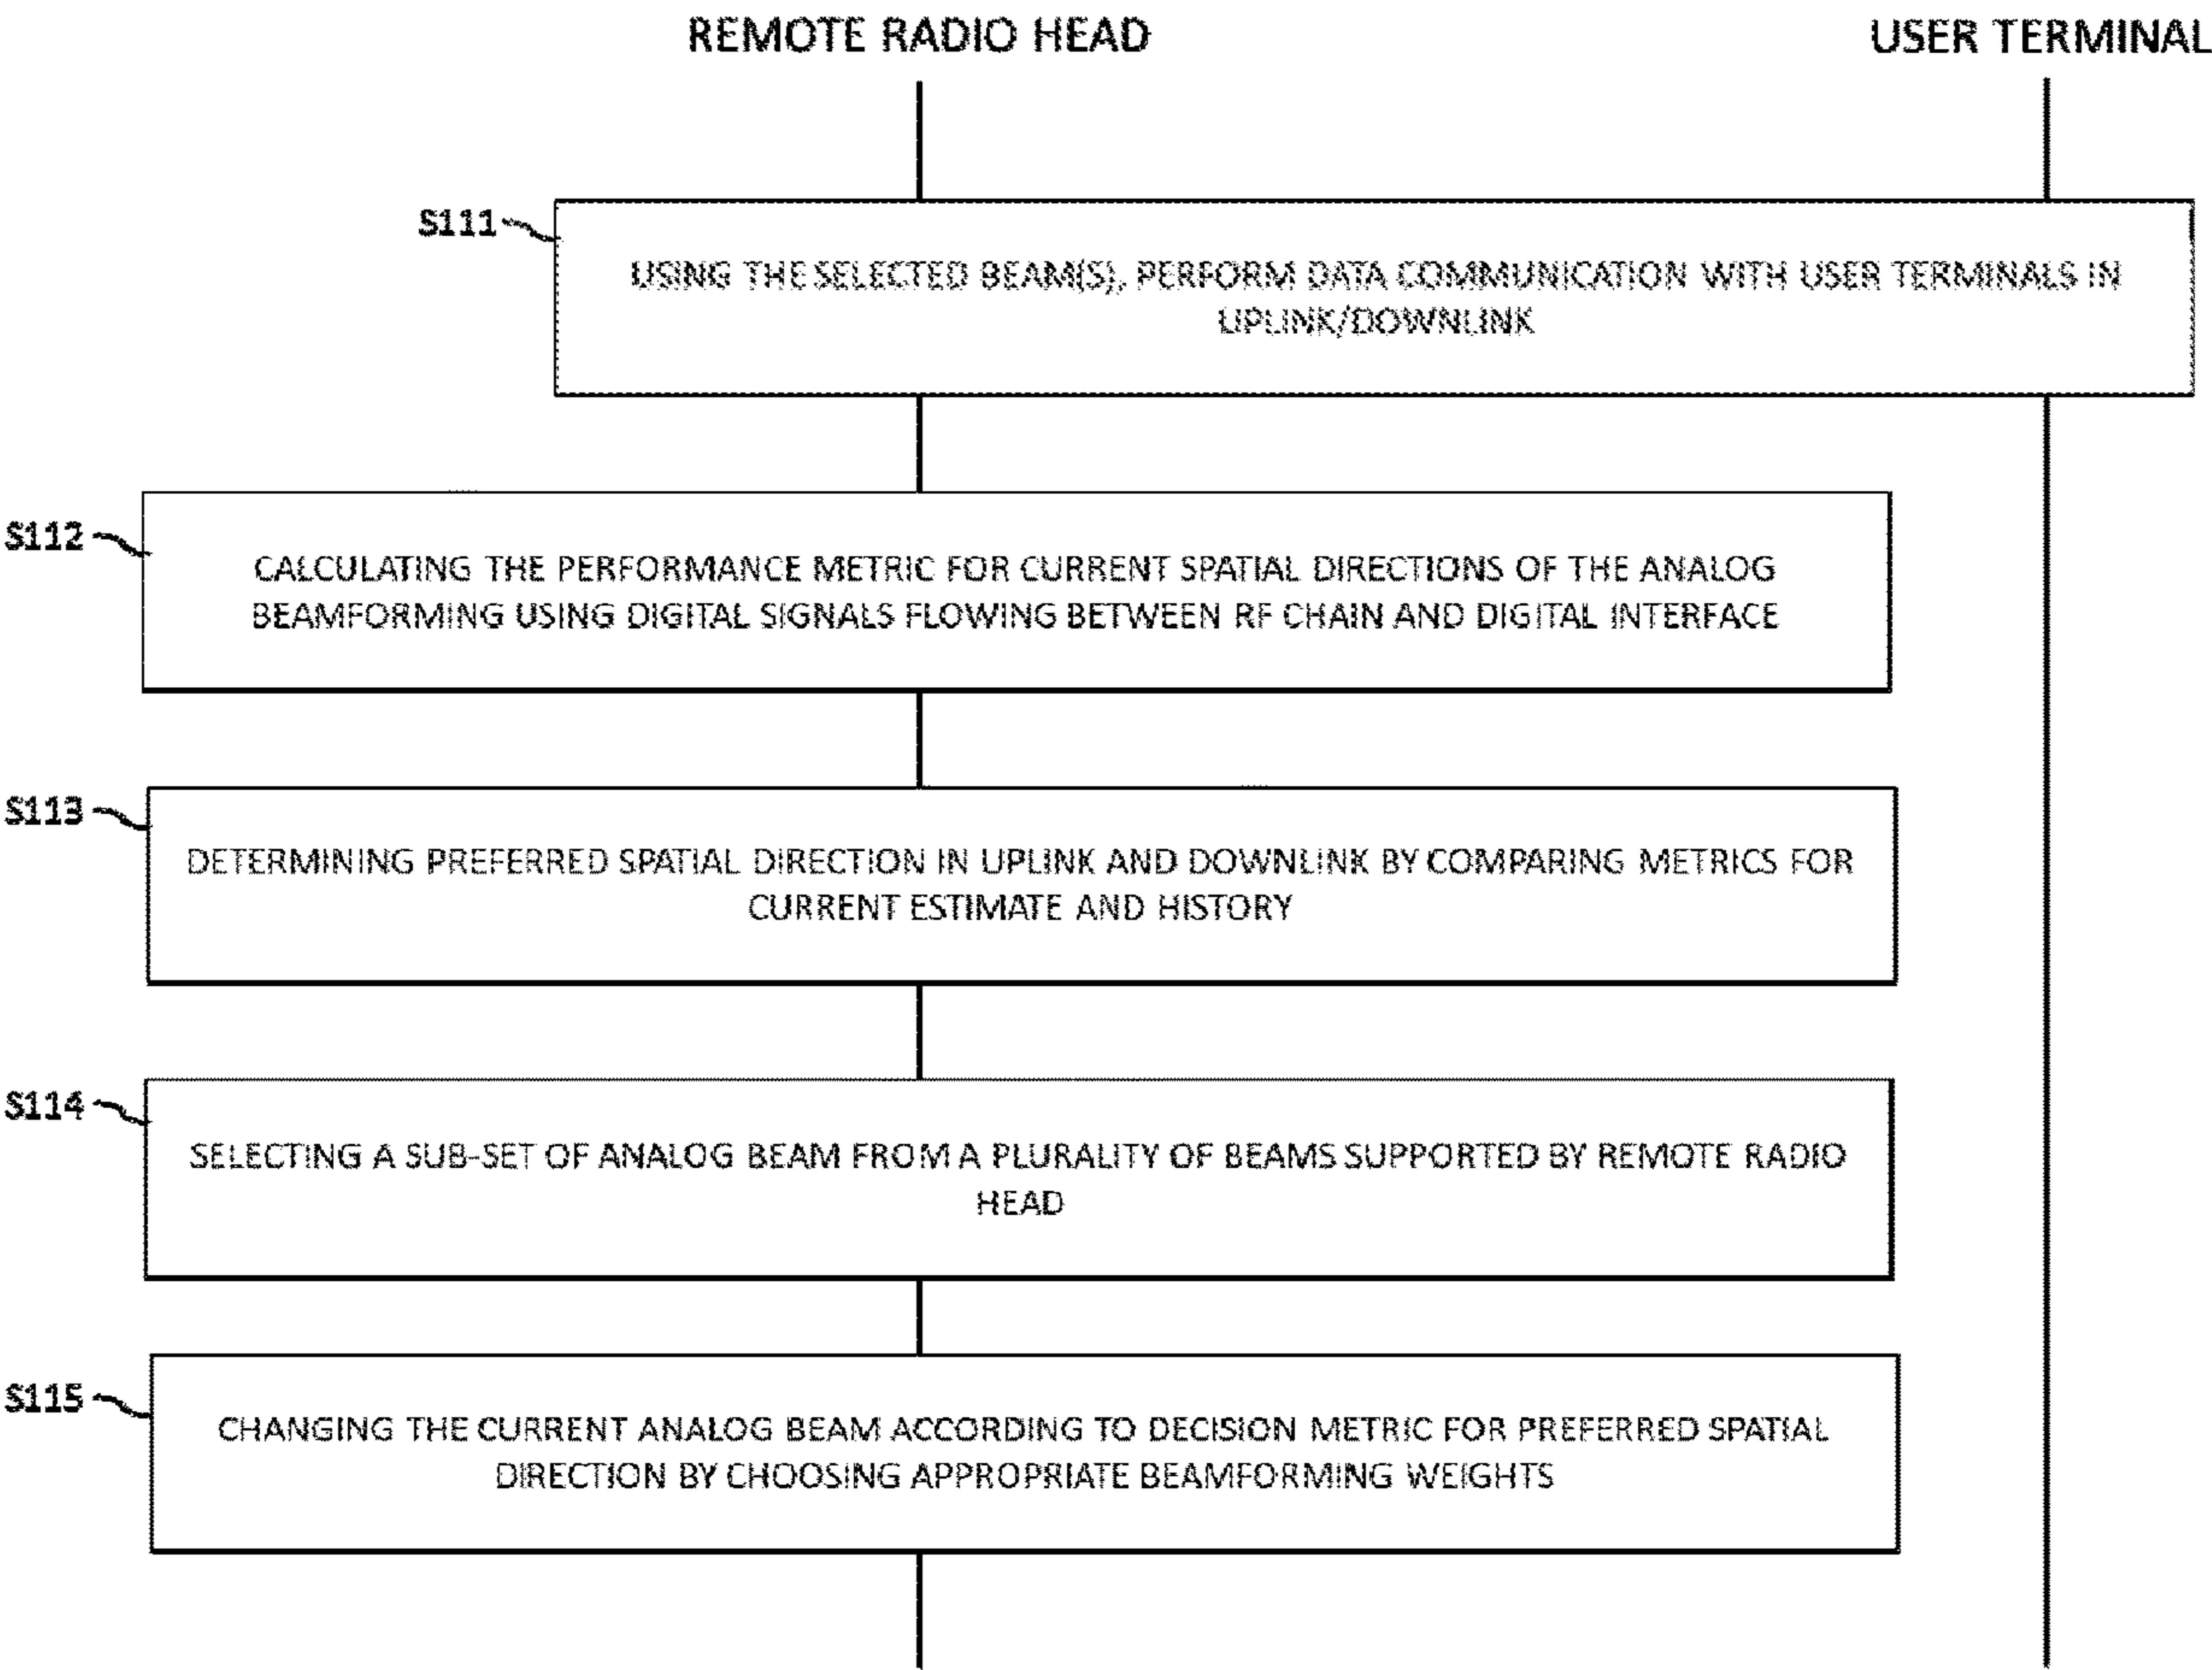 REMOTE RADIO HEAD
USER TERMINAL
S111
USING THE SELECTED BEAM(S), PERFORM DATA COMMUNICATION WITH USER TERMINALS IN
UPLINK/DOWNLINK
S112
CALCULATING THE PERFORMANCE METRIC FOR CURRENT SPATIAL DIRECTIONS OF THE ANALOG
BEAMFORMING USING DIGITAL SIGNALS FLOWING BETWEEN RF CHAIN AND DIGITAL INTERFACE
S113
DETERMINING PREFERRED SPATIAL DIRECTION IN UPLINK AND DOWNLINK BY COMPARING METRICS FOR
CURRENT ESTIMATE AND HISTORY
S114
SELECTING A SUB-SET OF ANALOG BEAM FROM A PLURALITY OF BEAMS SUPPORTED BY REMOTE RADIO
HEAD
S115
CHANGING THE CURRENT ANALOG BEAM ACCORDING TO DECISION METRIC FOR PREFERRED SPATIAL
DIRECTION BY CHOOSING APPROPRIATE BEAMFORMING WEIGHTS